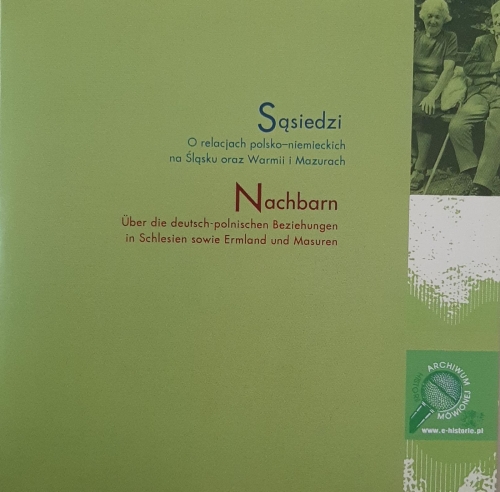 Sąsiedzi
O relacjach polsko–niemieckich
na Śląsku oraz Warmii i Mazurach
Nachbarn
Über die deutsch-polnischen Beziehungen
in Schlesien sowie Ermland und Masuren
ARCHIWUM
HISTORII
MÓWIONEJ
www.e-historie.pl